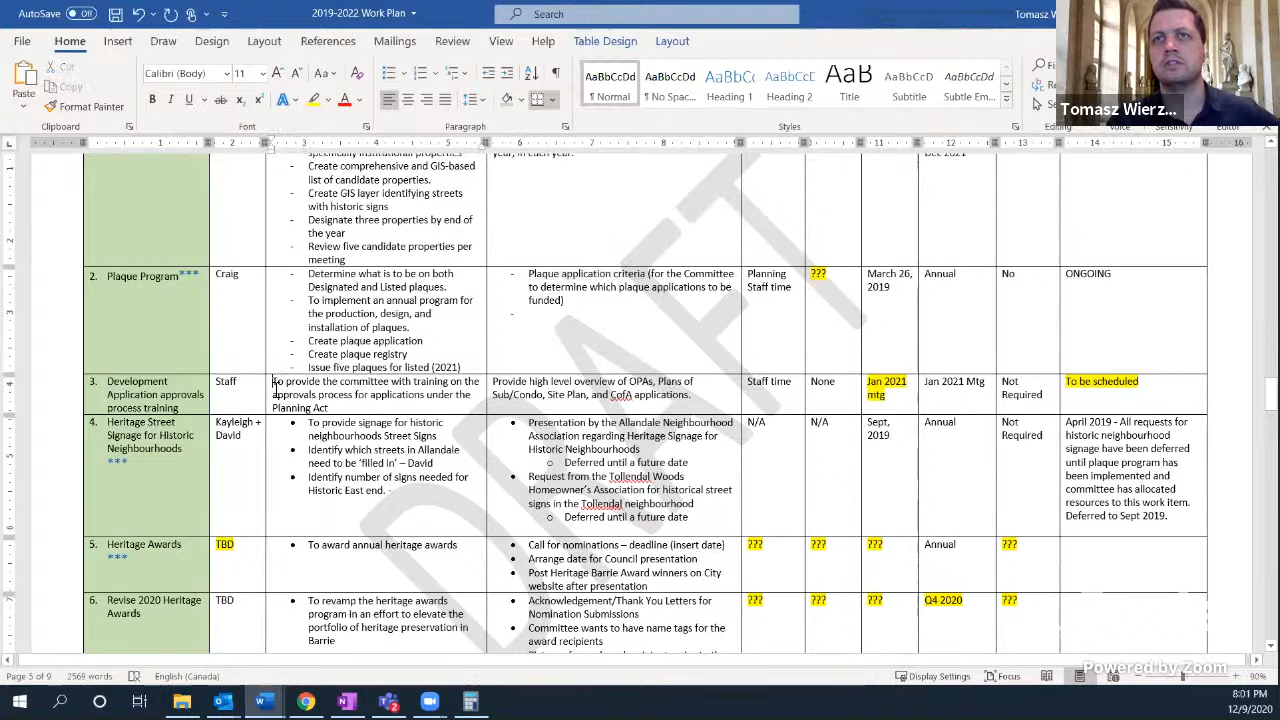 AutoSave Off 2019-2022 Workplan Search Tomasz
File Home Insert Draw Design Layout References Mailings Review View Help Table Design Layout
Paste Cut Copy Format Painter Calibri (Body) 11 Aa
AaBbCcDd AaBbCcDd AaBbCc AaBbCcD AaB AaBbCcD AaBbCcD
¶ Normal ¶ No Spac... Heading 1 Heading 2 Title Subtitle Subtle Em...
Clipboard Font Paragraph Styles Editing Voice Sensitivity Editor
Tomasz Wierz...
specifically institutional properties
- Create comprehensive and GIS-based
list of candidate properties.
- Create GIS layer identifying streets
with historic signs
- Designate three properties by end of
the year
- Review five candidate properties per
meeting
year, in each year.
Dec 2021
2. Plaque Program***
Craig
- Determine what is to be on both
Designated and Listed plaques.
- To implement an annual program for
the production, design, and
installation of plaques.
- Create plaque application
- Create plaque registry
- Issue five plaques for listed (2021)
- Plaque application criteria (for the Committee
to determine which plaque applications to be
funded)
-
Planning
Staff time
???
March 26,
2019
Annual
No
ONGOING
3. Development
Application approvals
process training
Staff
To provide the committee with training on the
approvals process for applications under the
Planning Act
Provide high level overview of OPAs, Plans of
Sub/Condo, Site Plan, and CofA applications.
Staff time
None
Jan 2021
mtg
Jan 2021 Mtg
Not
Required
To be scheduled
4. Heritage Street
Signage for Historic
Neighbourhoods
***
Kayleigh +
David
• To provide signage for historic
neighbourhoods Street Signs
• Identify which streets in Allandale
need to be ‘filled in’ – David
• Identify number of signs needed for
Historic East end.
• Presentation by the Allandale Neighbourhood
Association regarding Heritage Signage for
Historic Neighbourhoods
o Deferred until a future date
• Request from the Tollendal Woods
Homeowner’s Association for historical street
signs in the Tollendal neighbourhood
o Deferred until a future date
N/A
N/A
Sept,
2019
Annual
Not
Required
April 2019 - All requests for
historic neighbourhood
signage have been deferred
until plaque program has
been implemented and
committee has allocated
resources to this work item.
Deferred to Sept 2019.
5. Heritage Awards
***
TBD
• To award annual heritage awards
• Call for nominations – deadline (insert date)
• Arrange date for Council presentation
• Post Heritage Barrie Award winners on City
website after presentation
???
???
???
Annual
???
6. Revise 2020 Heritage
Awards
TBD
• To revamp the heritage awards
program in an effort to elevate the
portfolio of heritage preservation in
Barrie
• Acknowledgement/Thank You Letters for
Nomination Submissions
• Committee wants to have name tags for the
award recipients
???
???
???
Q4 2020
???
DRAFT
Powered by Zoom
Page 5 of 9 2569 words English (Canada) Display Settings Focus 90%
8:01 PM
12/9/2020